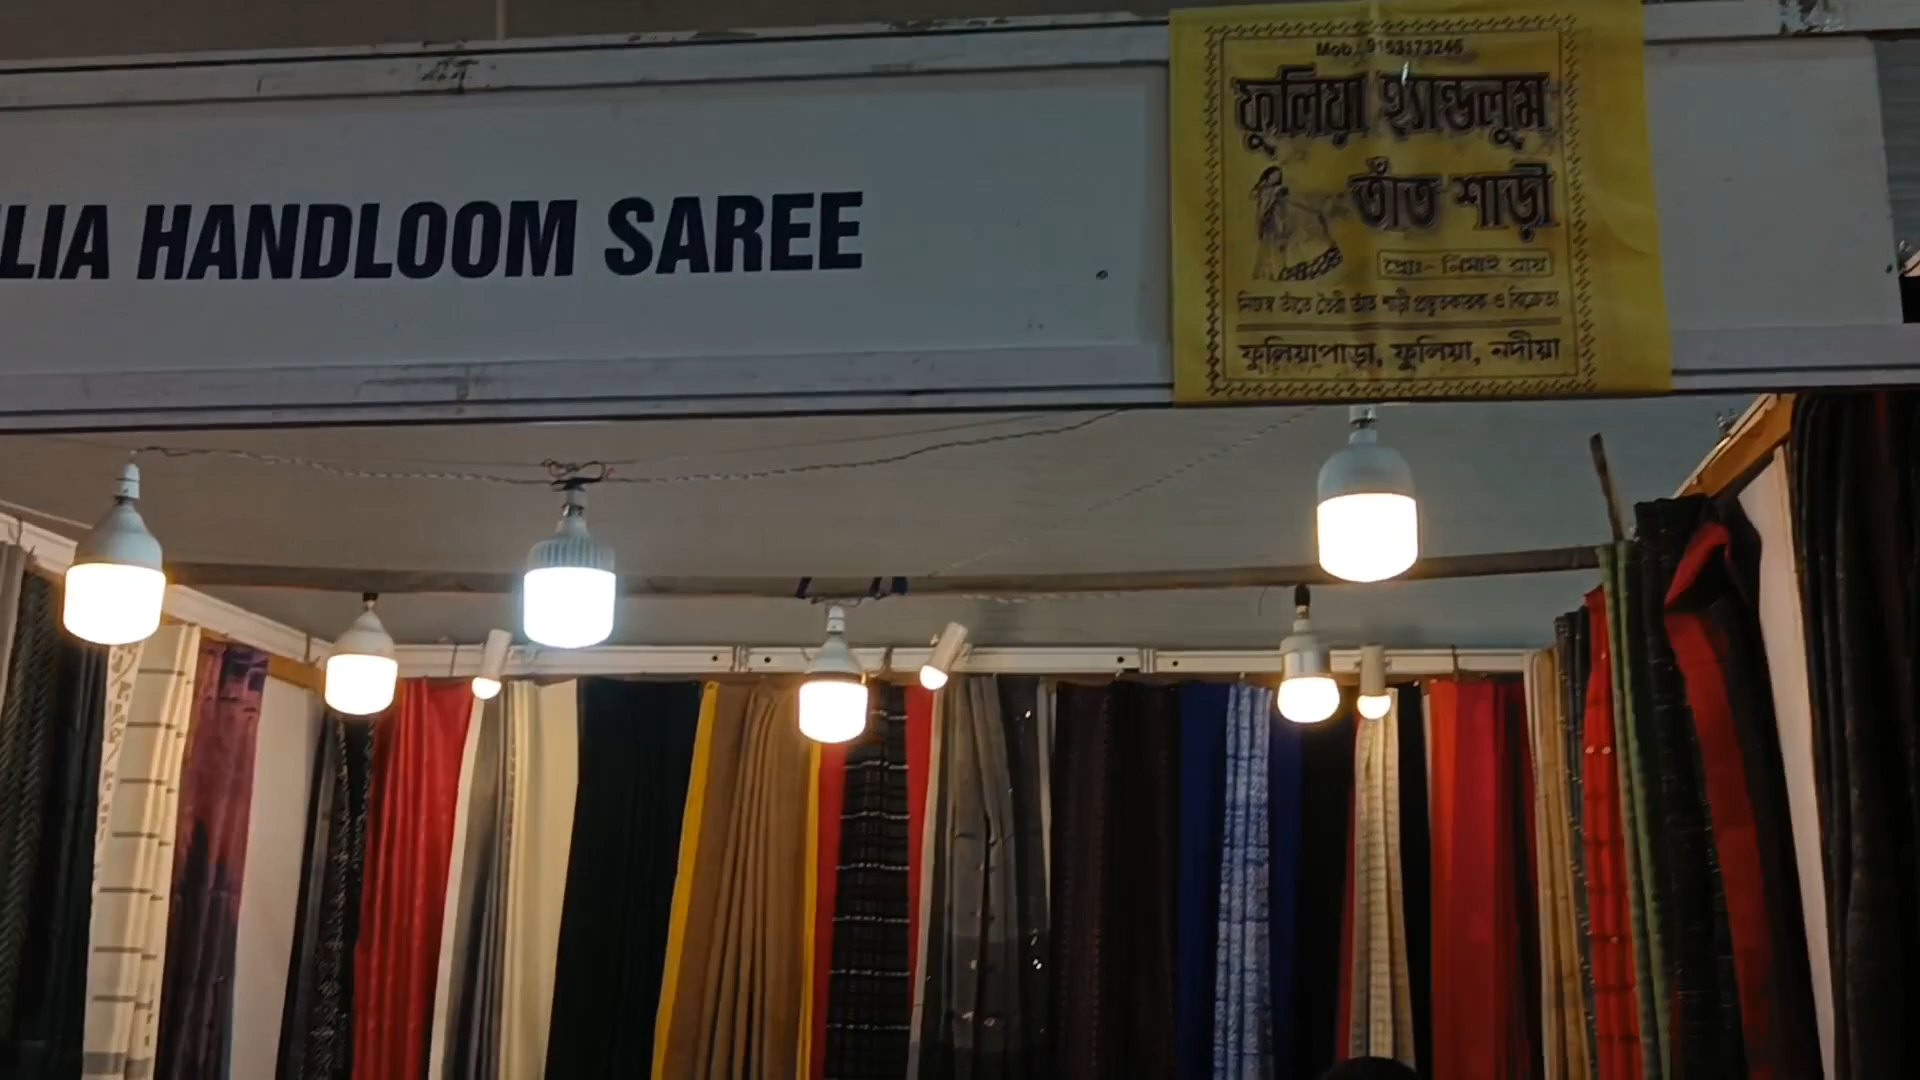 LIA HANDLOOM SAREE
Mob.: 9153173246
ফুলিয়া হ্যান্ডলুম
তাঁত শাড়ী
প্রোঃ- নিমাই রায়
নিজস্ব তাঁতে তৈরী তাঁত শাড়ী প্রস্তুতকারক ও বিক্রেতা
ফুলিয়াপাড়া, ফুলিয়া, নদীয়া